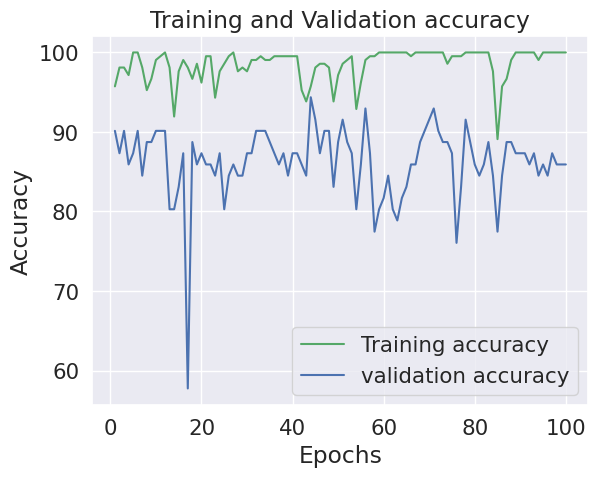 Training and Validation accuracy
100
90
80
70
60
Accuracy
Training accuracy
validation accuracy
0 20 40 60 80 100
Epochs